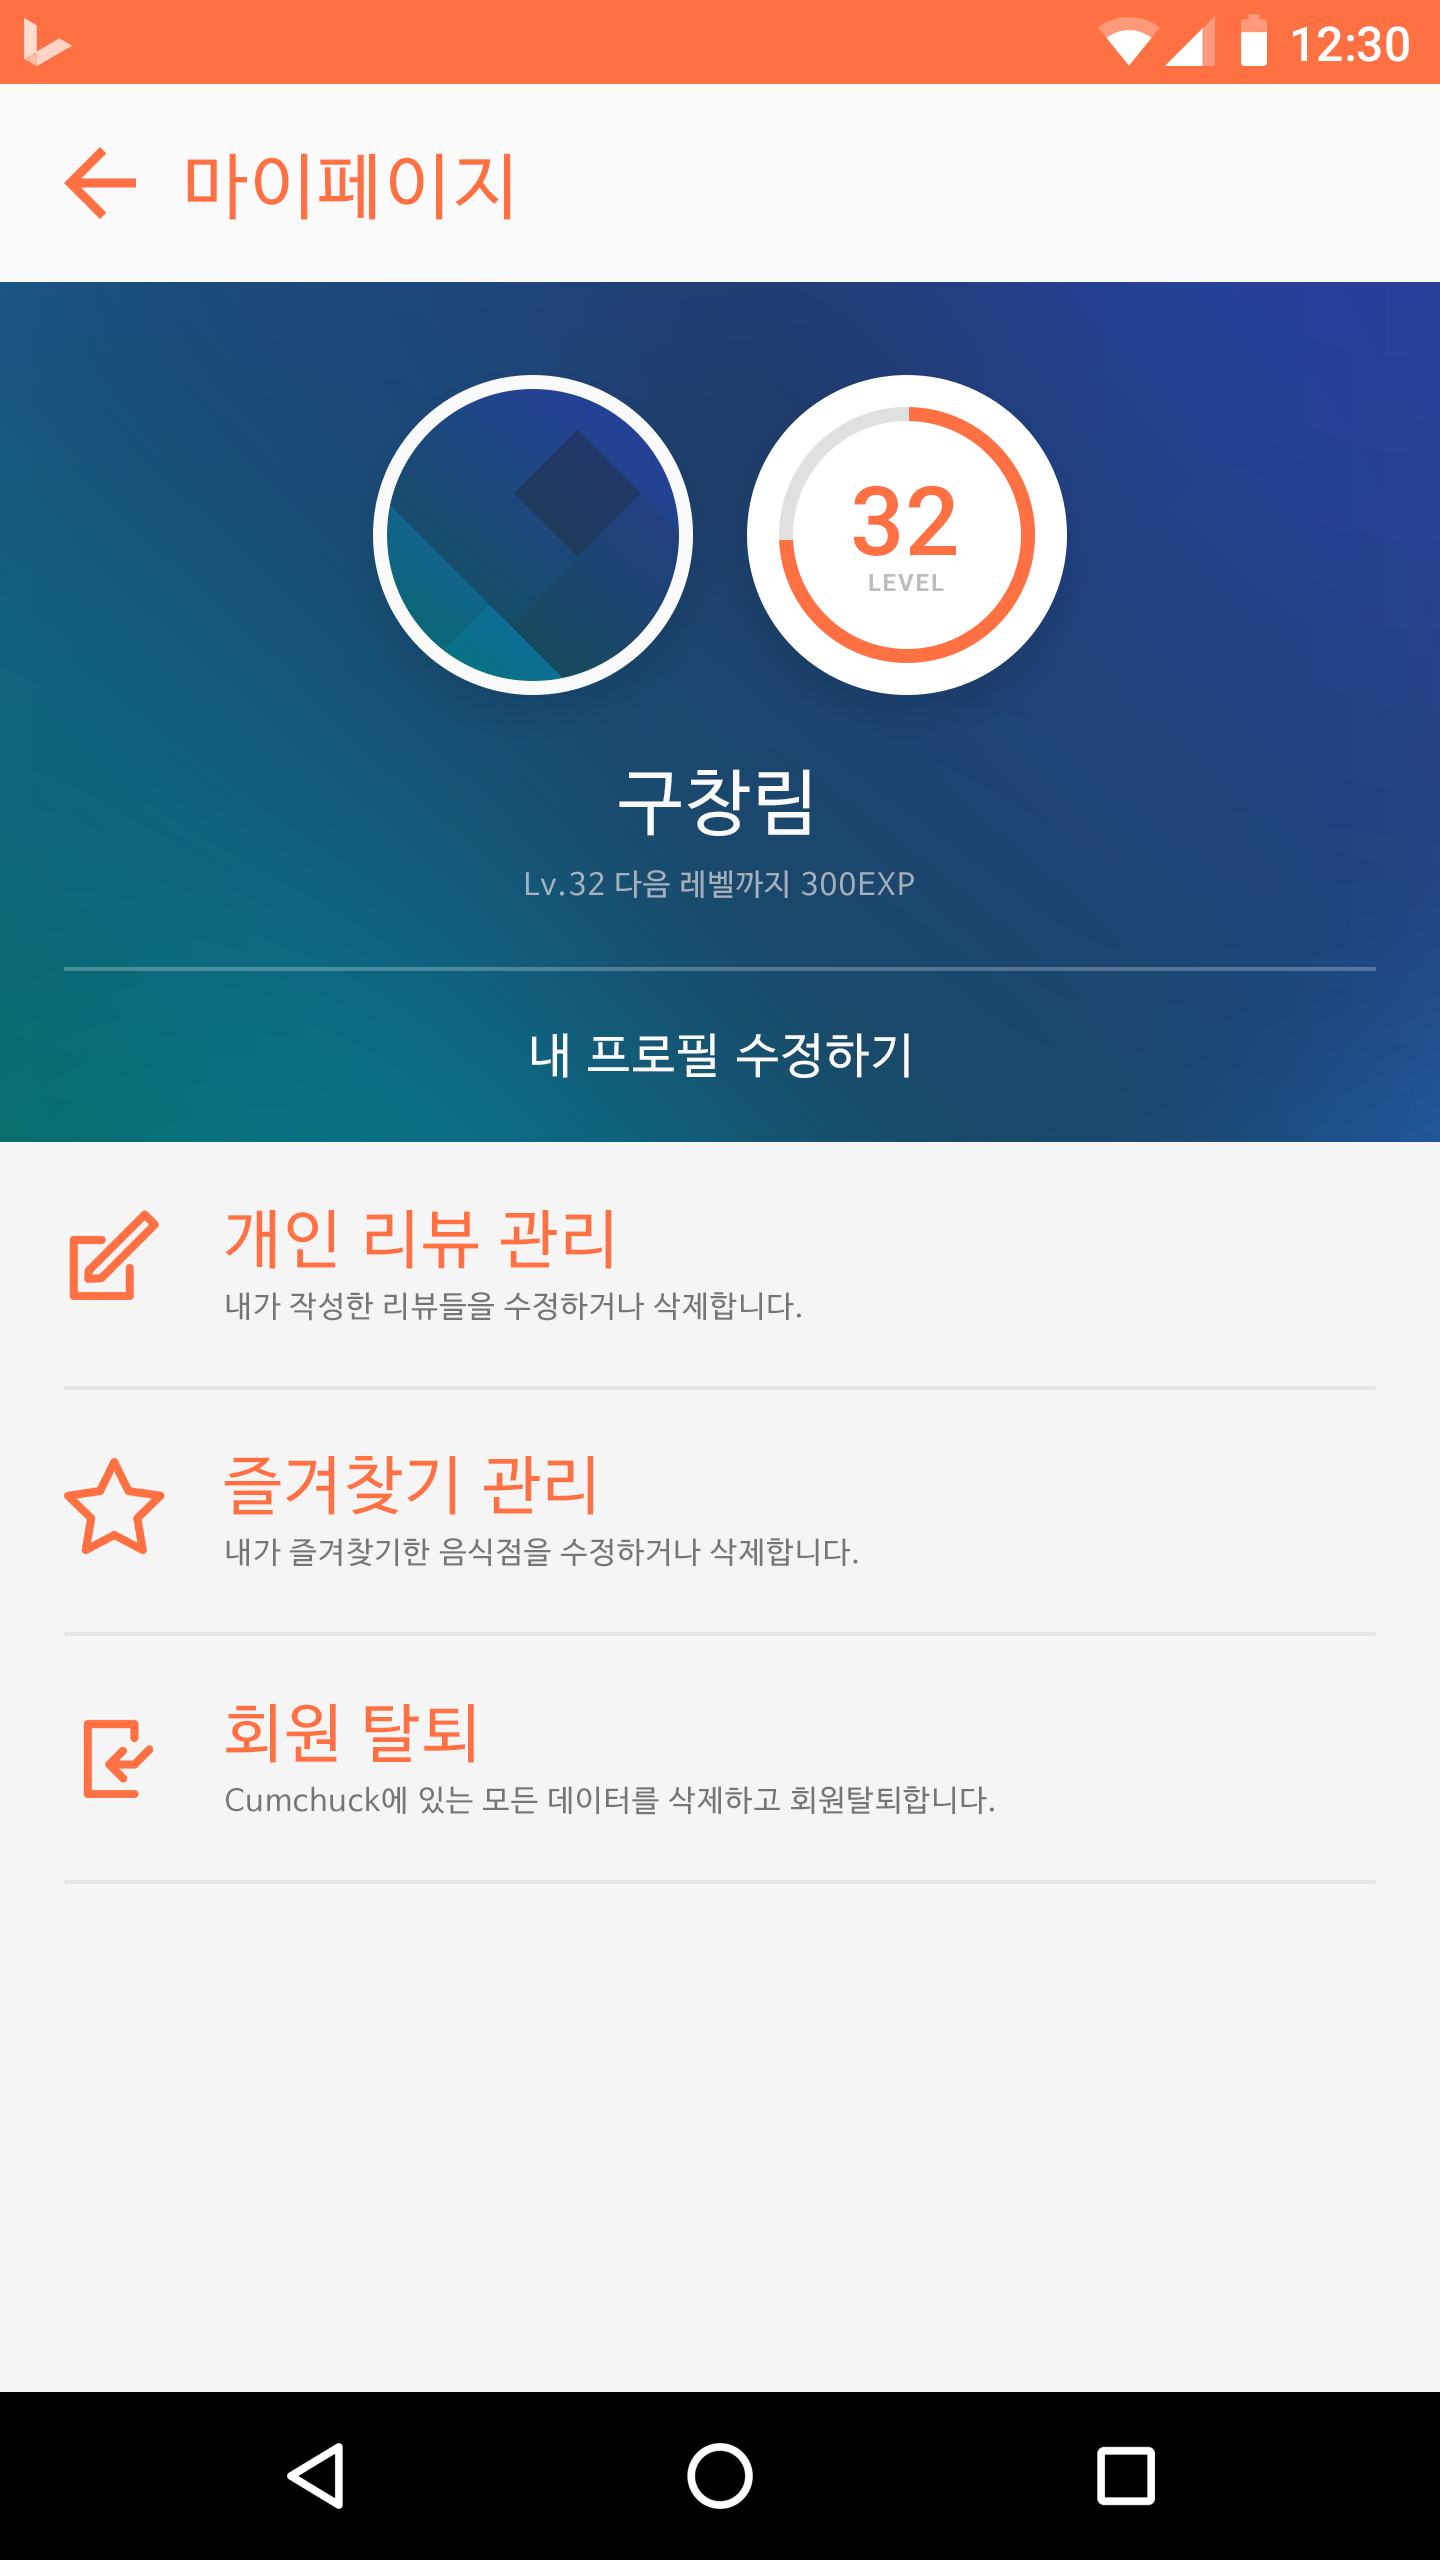 12:30
마이페이지
32
LEVEL
구창림
Lv.32 다음 레벨까지 300EXP
내 프로필 수정하기
개인 리뷰 관리
내가 작성한 리뷰들을 수정하거나 삭제합니다.
즐겨찾기 관리
내가 즐겨찾기한 음식점을 수정하거나 삭제합니다.
회원 탈퇴
Cumchuck에 있는 모든 데이터를 삭제하고 회원탈퇴합니다.